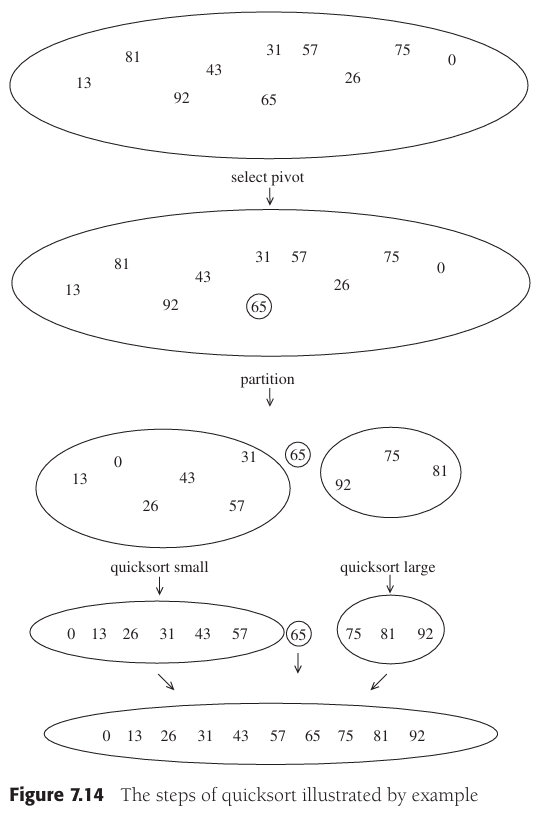 31 57 75
81 0
43
13 26
92 65
select pivot
31 57 75
81 0
43
13 26
92 65
partition
31 65 75
0
13 43 92 81
26 57
quicksort small quicksort large
0 13 26 31 43 57 65 75 81 92
0 13 26 31 43 57 65 75 81 92
Figure 7.14 The steps of quicksort illustrated by example